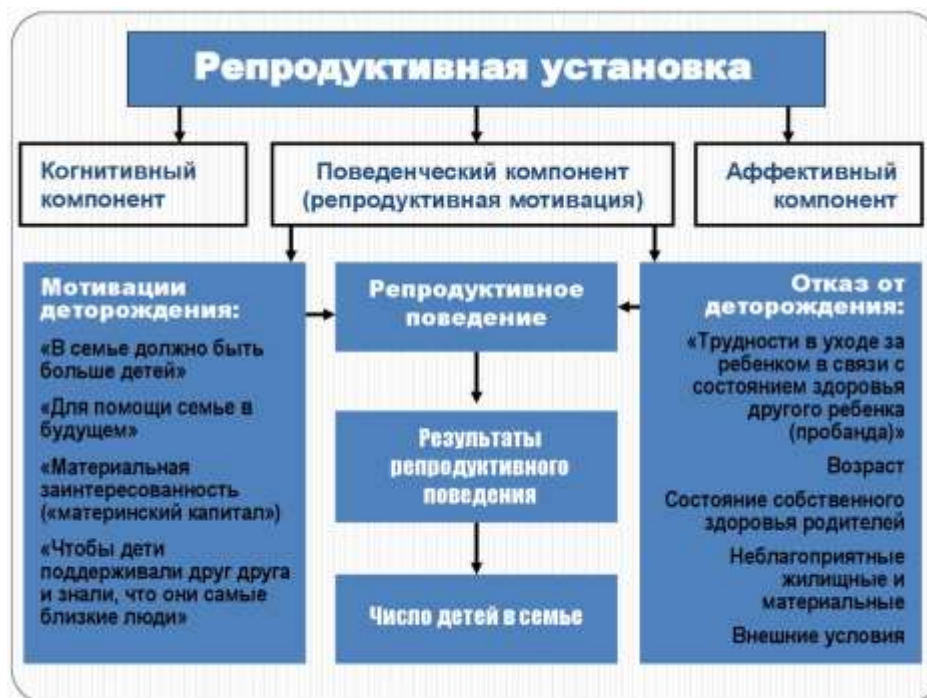 Репродуктивная установка
Когнитивный
компонент
Поведенческий компонент
(репродуктивная мотивация)
Аффективный
компонент
Мотивации
деторождения:
«В семье должно быть
больше детей»
«Для помощи семье в
будущем»
«Материальная
заинтересованность
(«материнский капитал»)
«Чтобы дети
поддерживали друг друга
и знали, что они самые
близкие люди»
Репродуктивное
поведение
Результаты
репродуктивного
поведения
Число детей в семье
Отказ от
деторождения:
«Трудности в уходе за
ребенком в связи с
состоянием здоровья
другого ребенка
(пробанда)»
Возраст
Состояние собственного
здоровья родителей
Неблагоприятные
жилищные и
материальные
Внешние условия